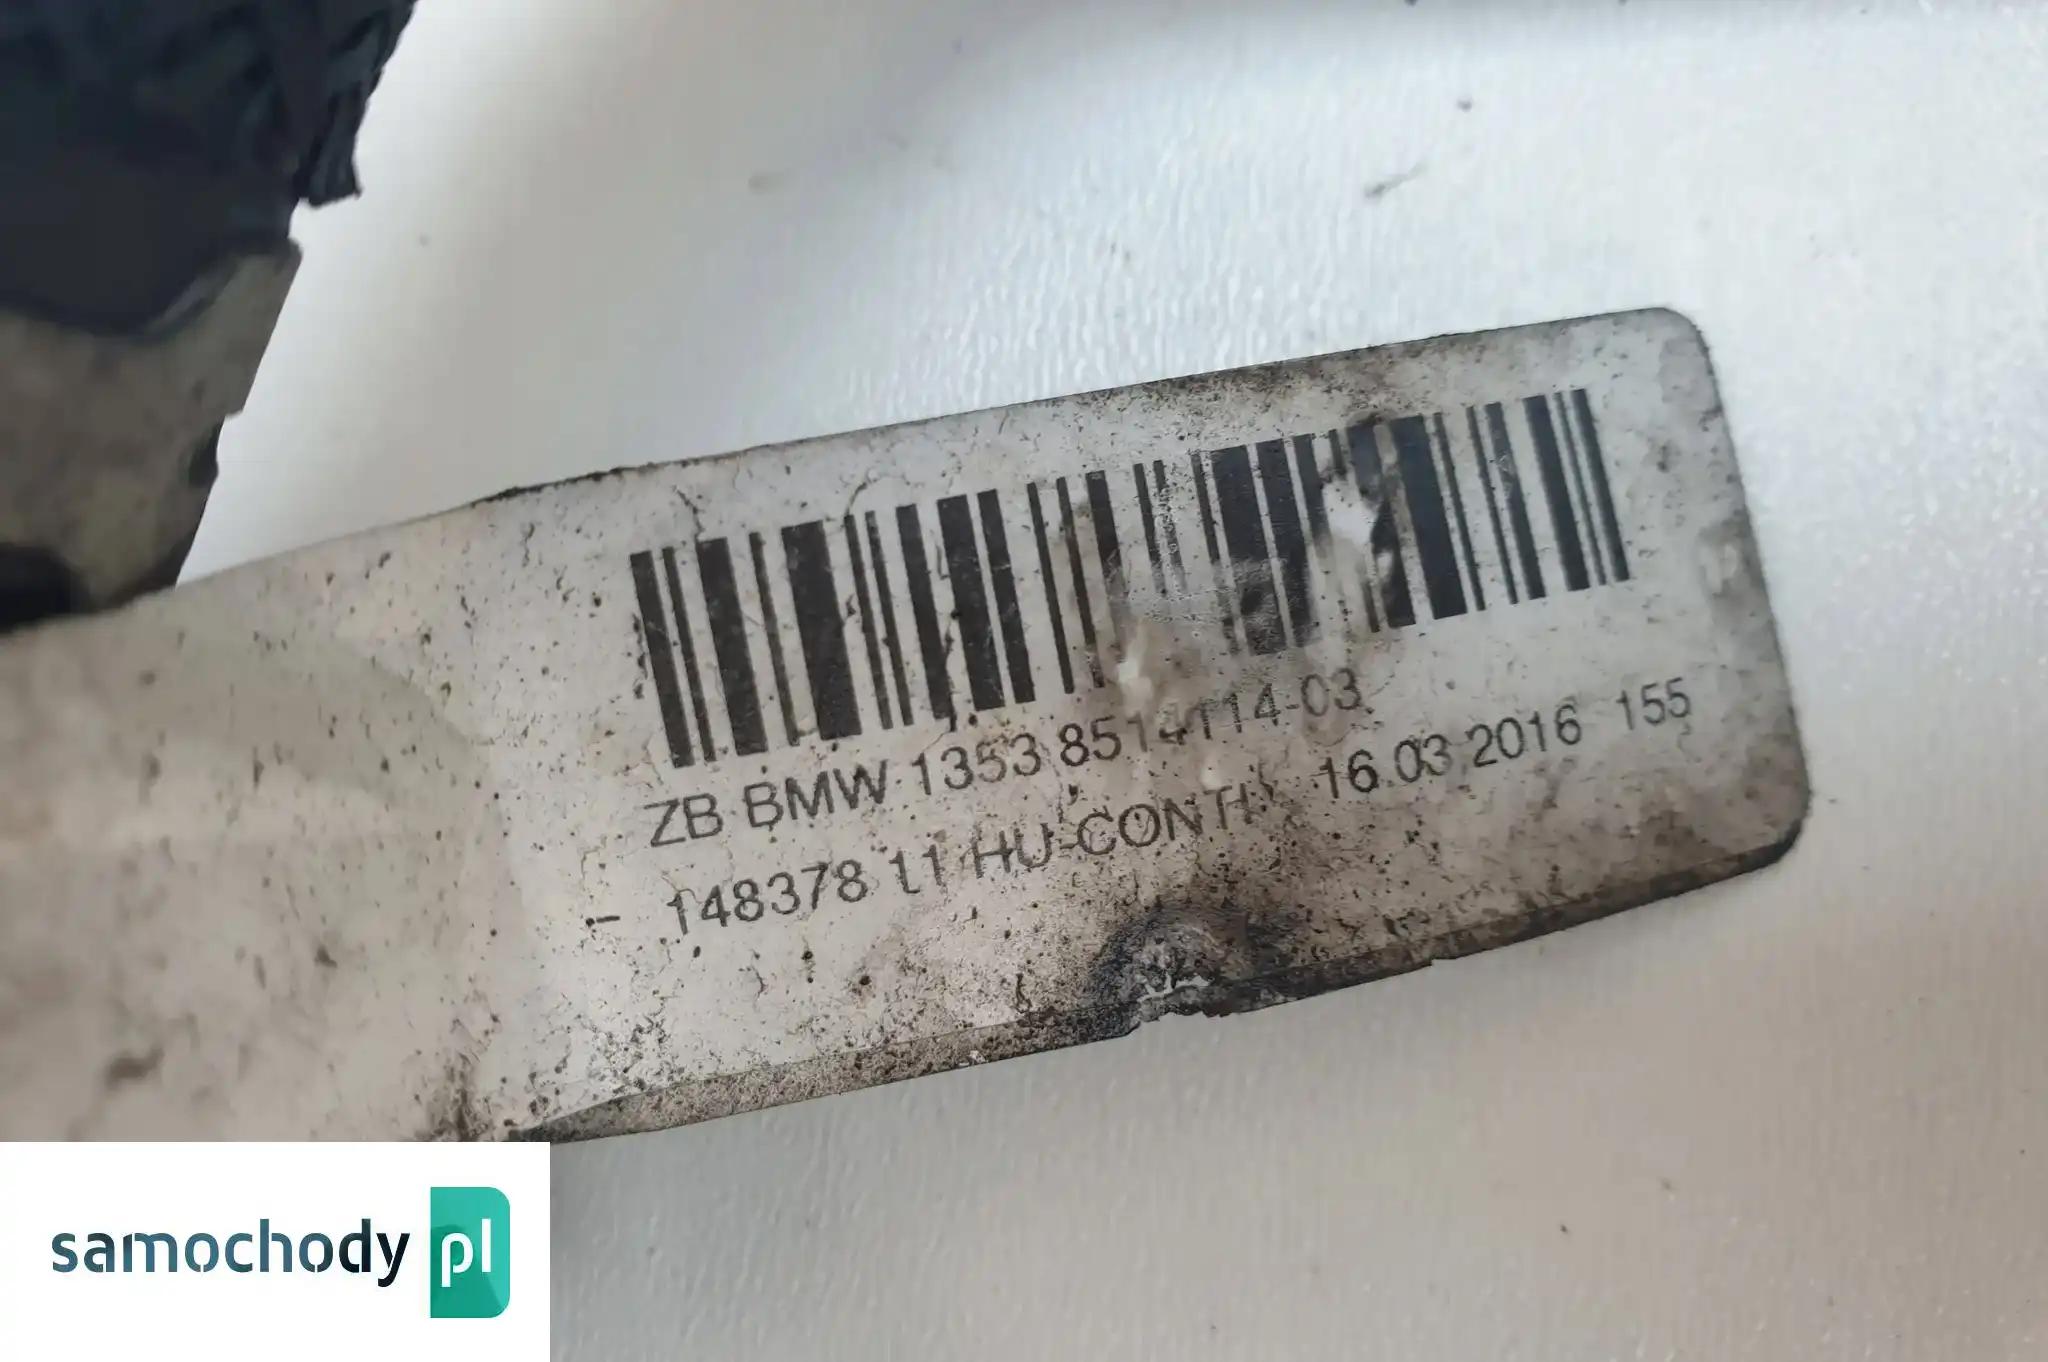 ZB BMW 1353 8514114-03
- 148378 11 HU-CONTI 16.03.2016 155
samochody pl